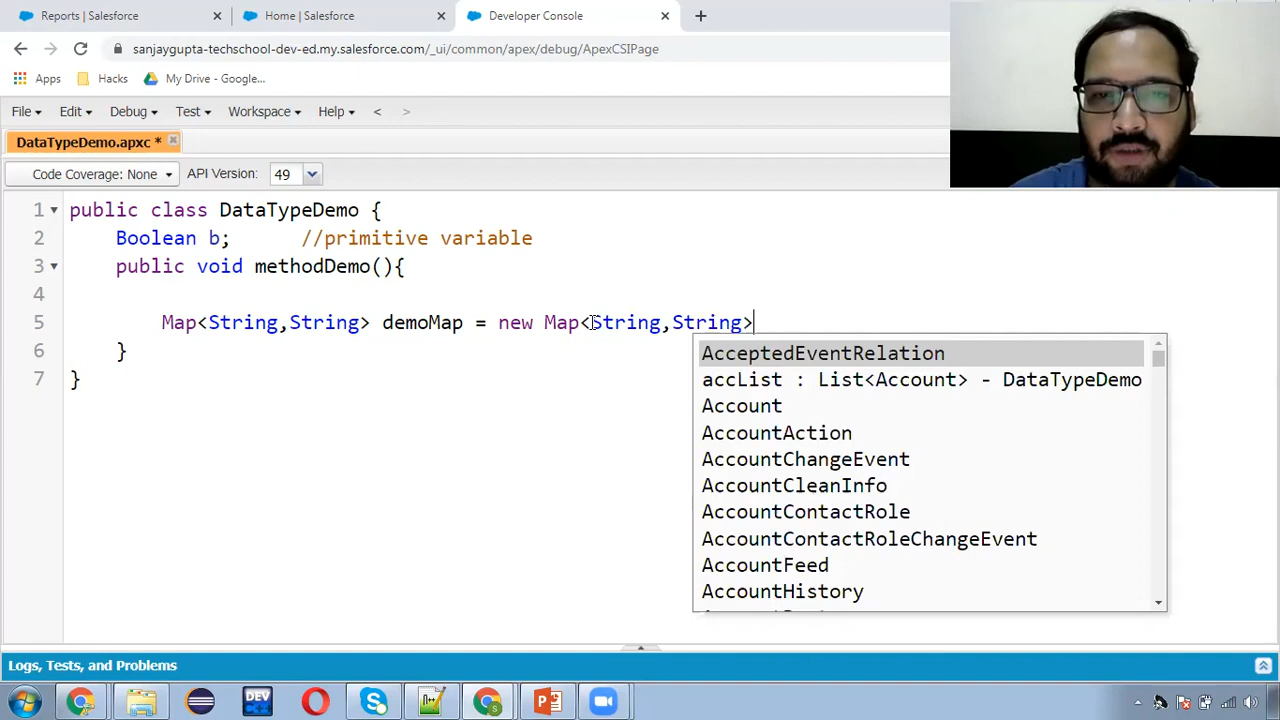 Reports | Salesforce
Home | Salesforce
Developer Console
sanjaygupta-techschool-dev-ed.my.salesforce.com/_ui/common/apex/debug/ApexCSIPage
Apps
Hacks
My Drive - Google...
File
Edit
Debug
Test
Workspace
Help
<
>
DataTypeDemo.apxc *
Code Coverage: None
API Version:
49
1 public class DataTypeDemo {
2 Boolean b; //primitive variable
3 public void methodDemo(){
4
5 Map<String,String> demoMap = new Map<String,String>
6 }
7 }
AcceptedEventRelation
accList : List<Account> - DataTypeDemo
Account
AccountAction
AccountChangeEvent
AccountCleanInfo
AccountContactRole
AccountContactRoleChangeEvent
AccountFeed
AccountHistory
Logs, Tests, and Problems
DEV